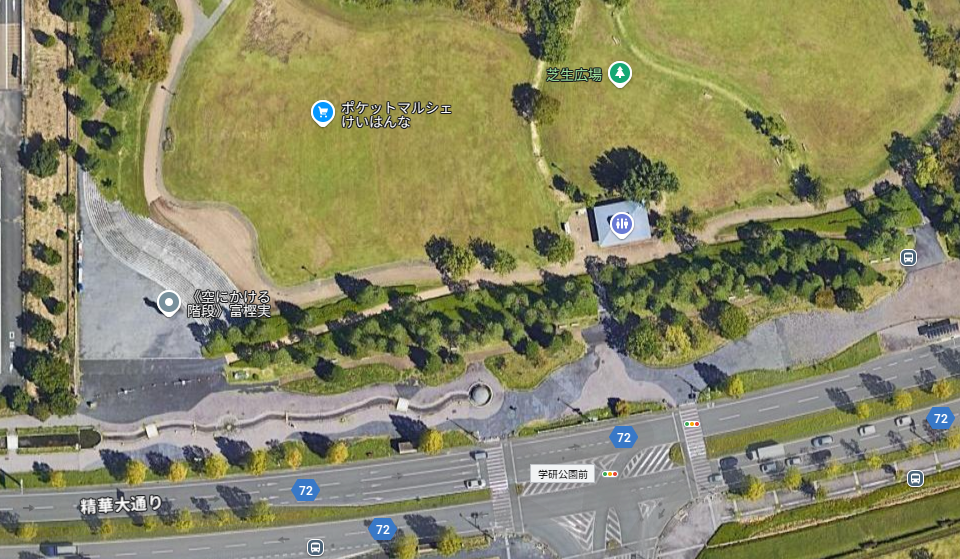 芝生広場
ポケットマルシェ
けいはんな
《空にかける
階段》富樫実
72
学研公園前
72
精華大通り
72
72